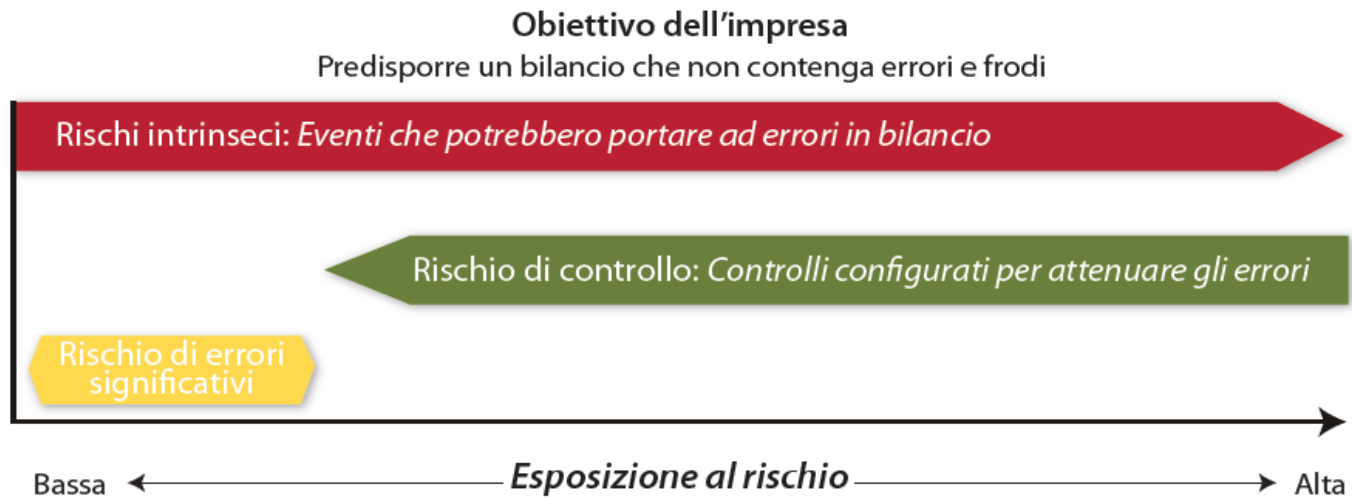 Obiettivo dell'impresa
Predisporre un bilancio che non contenga errori e frodi
Rischi intrinseci: Eventi che potrebbero portare ad errori in bilancio
Rischio di controllo: Controlli configurati per attenuare gli errori
Rischio di errori
significativi
Bassa Esposizione al rischio Alta